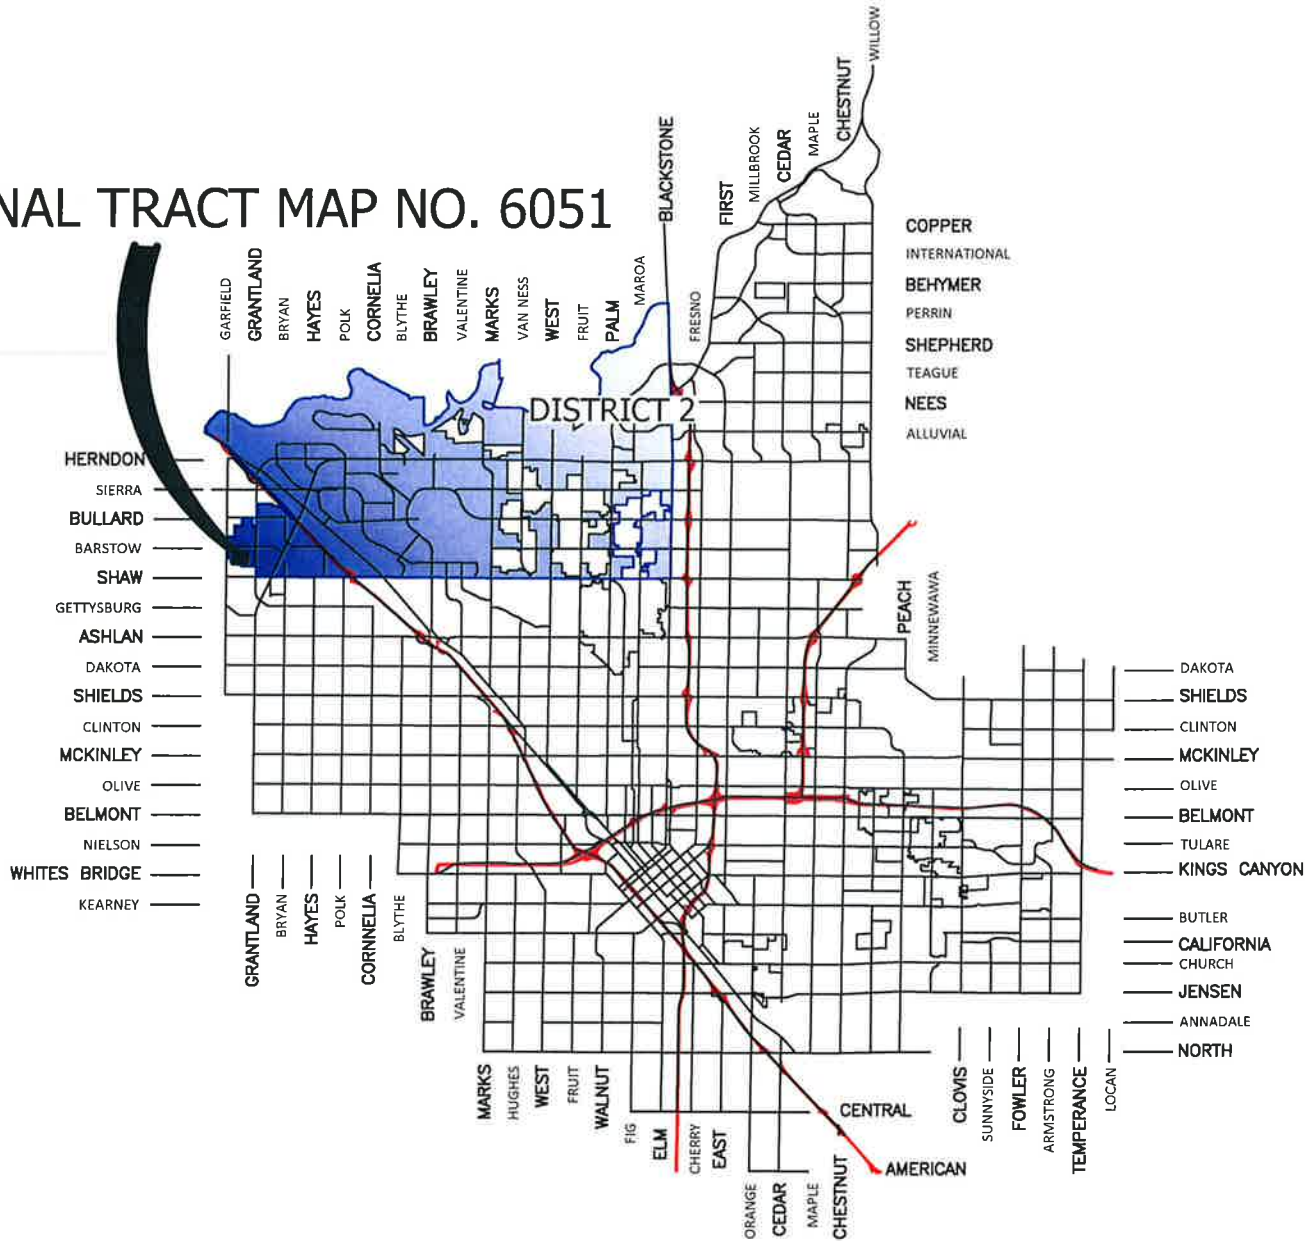 NAL TRACT MAP NO. 6051
WILLOW
CHESTNUT
MAPLE
CEDAR
MILLBROOK
FIRST
BLACKSTONE
GARFIELD
GRANTLAND
BRYAN
HAYES
POLK
CORNELIA
BLYTHE
BRAWLEY
VALENTINE
MARKS
VAN NESS
WEST
FRUIT
PALM
MAROA
FRESNO
COPPER
INTERNATIONAL
BEHYMER
PERRIN
SHEPHERD
TEAGUE
NEES
ALLUVIAL
DISTRICT 2
HERNDON
SIERRA
BULLARD
BARSTOW
SHAW
GETTYSBURG
ASHLAN
DAKOTA
SHIELDS
CLINTON
MCKINLEY
OLIVE
BELMONT
NIELSON
WHITES BRIDGE
KEARNEY
PEACH
MINNEWAWA
DAKOTA
SHIELDS
CLINTON
MCKINLEY
OLIVE
BELMONT
TULARE
KINGS CANYON
BUTLER
CALIFORNIA
CHURCH
JENSEN
ANNADALE
NORTH
GRANTLAND
BRYAN
HAYES
POLK
CORNNELIA
BLYTHE
BRAWLEY
VALENTINE
MARKS
HUGHES
WEST
FRUIT
WALNUT
FIG
ELM
CHERRY
EAST
ORANGE
CEDAR
MAPLE
CHESTNUT
CENTRAL
AMERICAN
CLOVIS
SUNNYSIDE
FOWLER
ARMSTRONG
TEMPERANCE
LOCAN